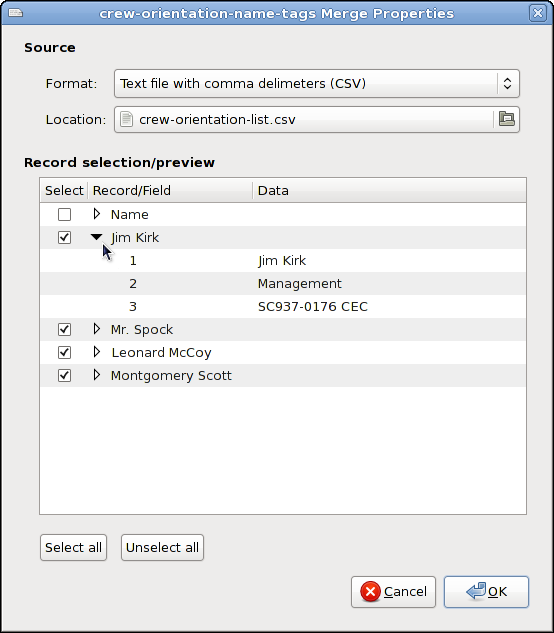 crew-orientation-name-tags Merge Properties
Source
Format: Text file with comma delimeters (CSV)
Location: crew-orientation-list.csv
Record selection/preview
Select Record/Field Data
Name
Jim Kirk
1 Jim Kirk
2 Management
3 SC937-0176 CEC
Mr. Spock
Leonard McCoy
Montgomery Scott
Select all Unselect all
Cancel OK